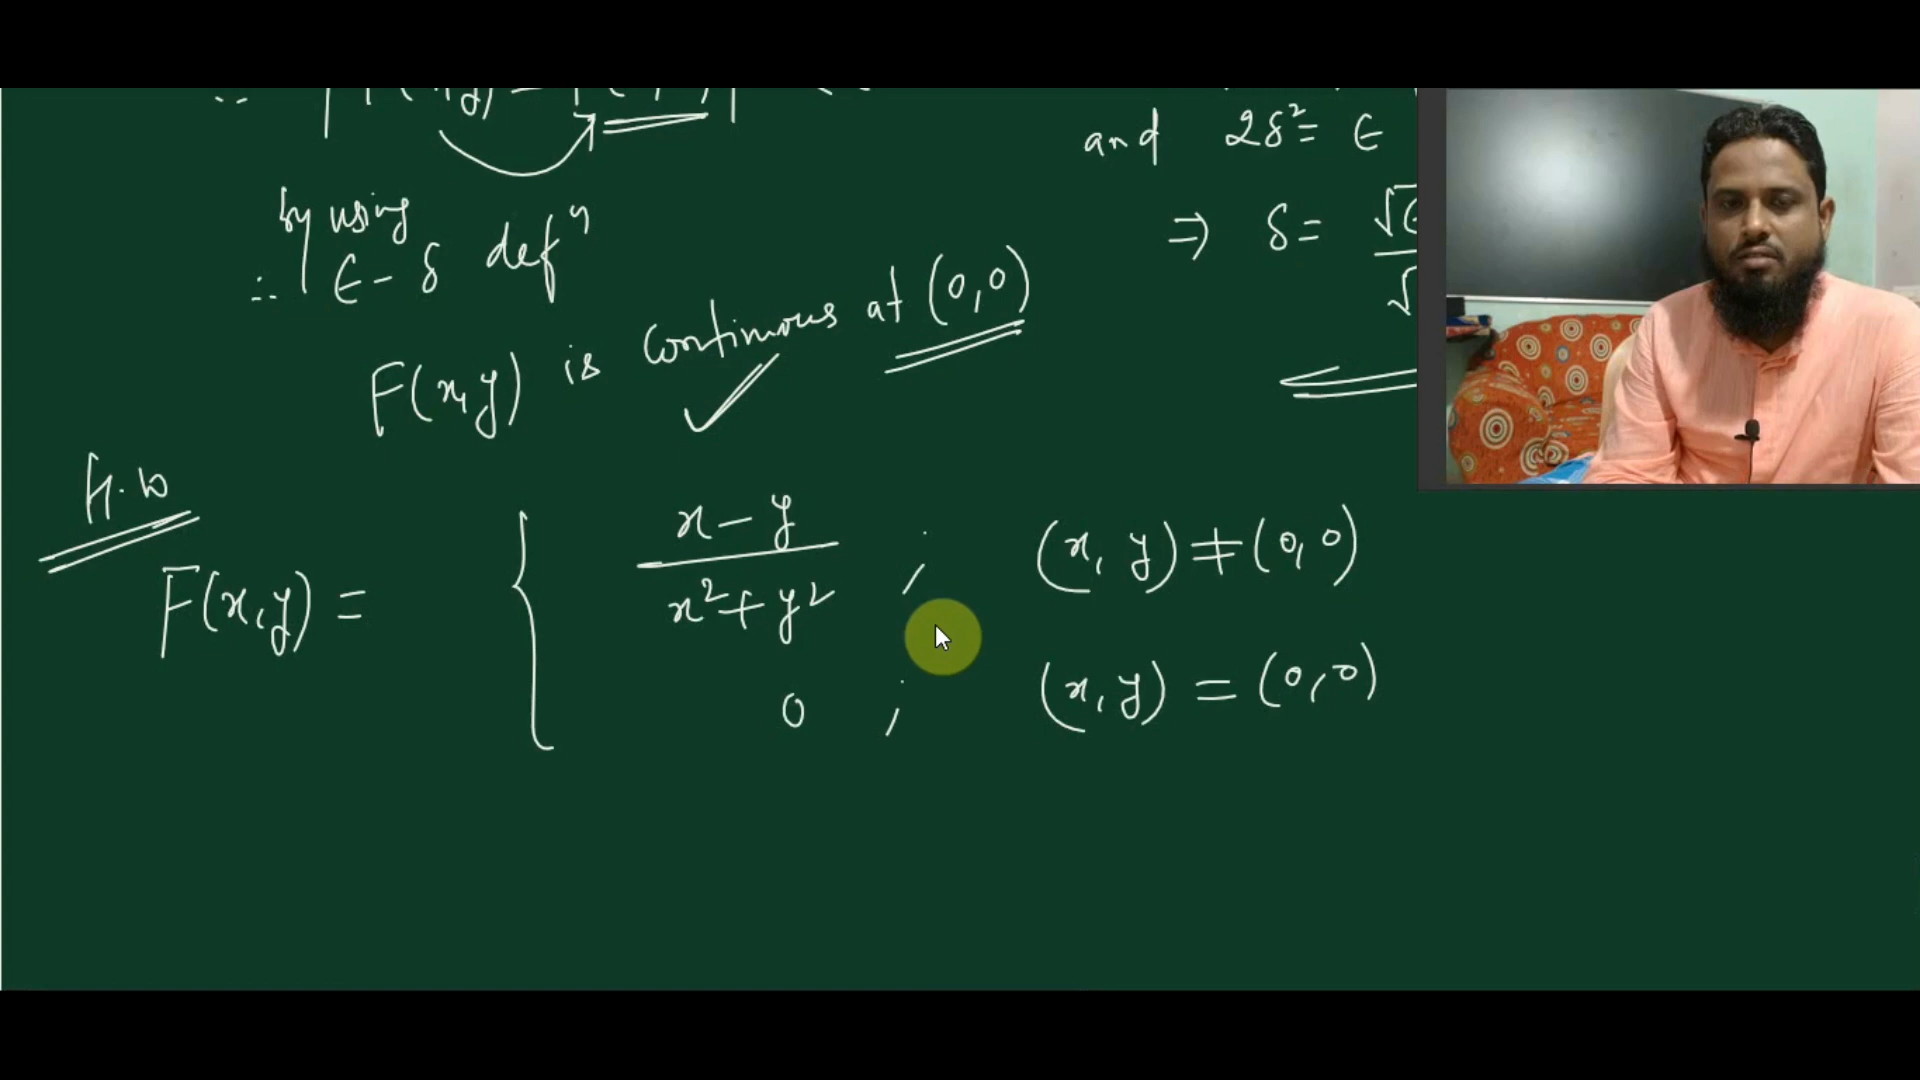 and 2δ² = ϵ
by using
∴ ϵ - δ defⁿ
⇒ δ =
F(x,y) is continuous at (0,0)
H.W
F(x,y) = { x - y / x² + y² ; (x, y) ≠ (0, 0)
0 ; (x, y) = (0, 0)